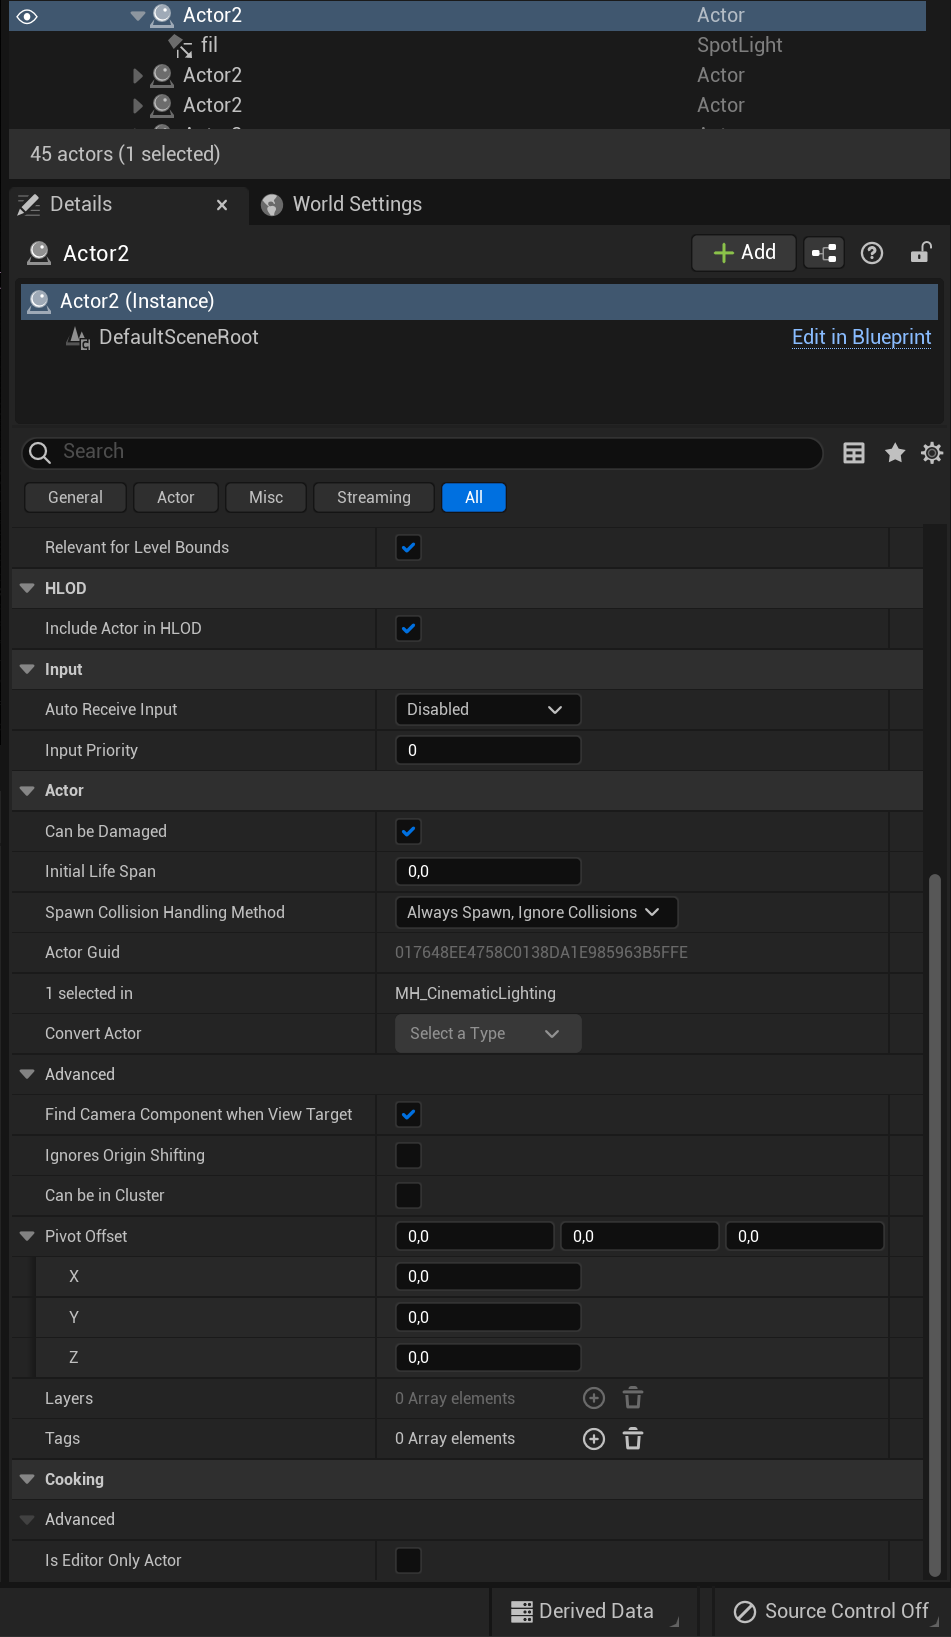 Actor2 Actor
fil SpotLight
Actor2 Actor
Actor2 Actor
45 actors (1 selected)
Details World Settings
Actor2 Add
Actor2 (Instance)
DefaultSceneRoot Edit in Blueprint
Search
General Actor Misc Streaming All
Relevant for Level Bounds
HLOD
Include Actor in HLOD
Input
Auto Receive Input Disabled
Input Priority 0
Actor
Can be Damaged
Initial Life Span 0,0
Spawn Collision Handling Method Always Spawn, Ignore Collisions
Actor Guid 017648EE4758C0138DA1E985963B5FFE
1 selected in MH_CinematicLighting
Convert Actor Select a Type
Advanced
Find Camera Component when View Target
Ignores Origin Shifting
Can be in Cluster
Pivot Offset 0,0 0,0 0,0
X 0,0
Y 0,0
Z 0,0
Layers 0 Array elements
Tags 0 Array elements
Cooking
Advanced
Is Editor Only Actor
Derived Data Source Control Off